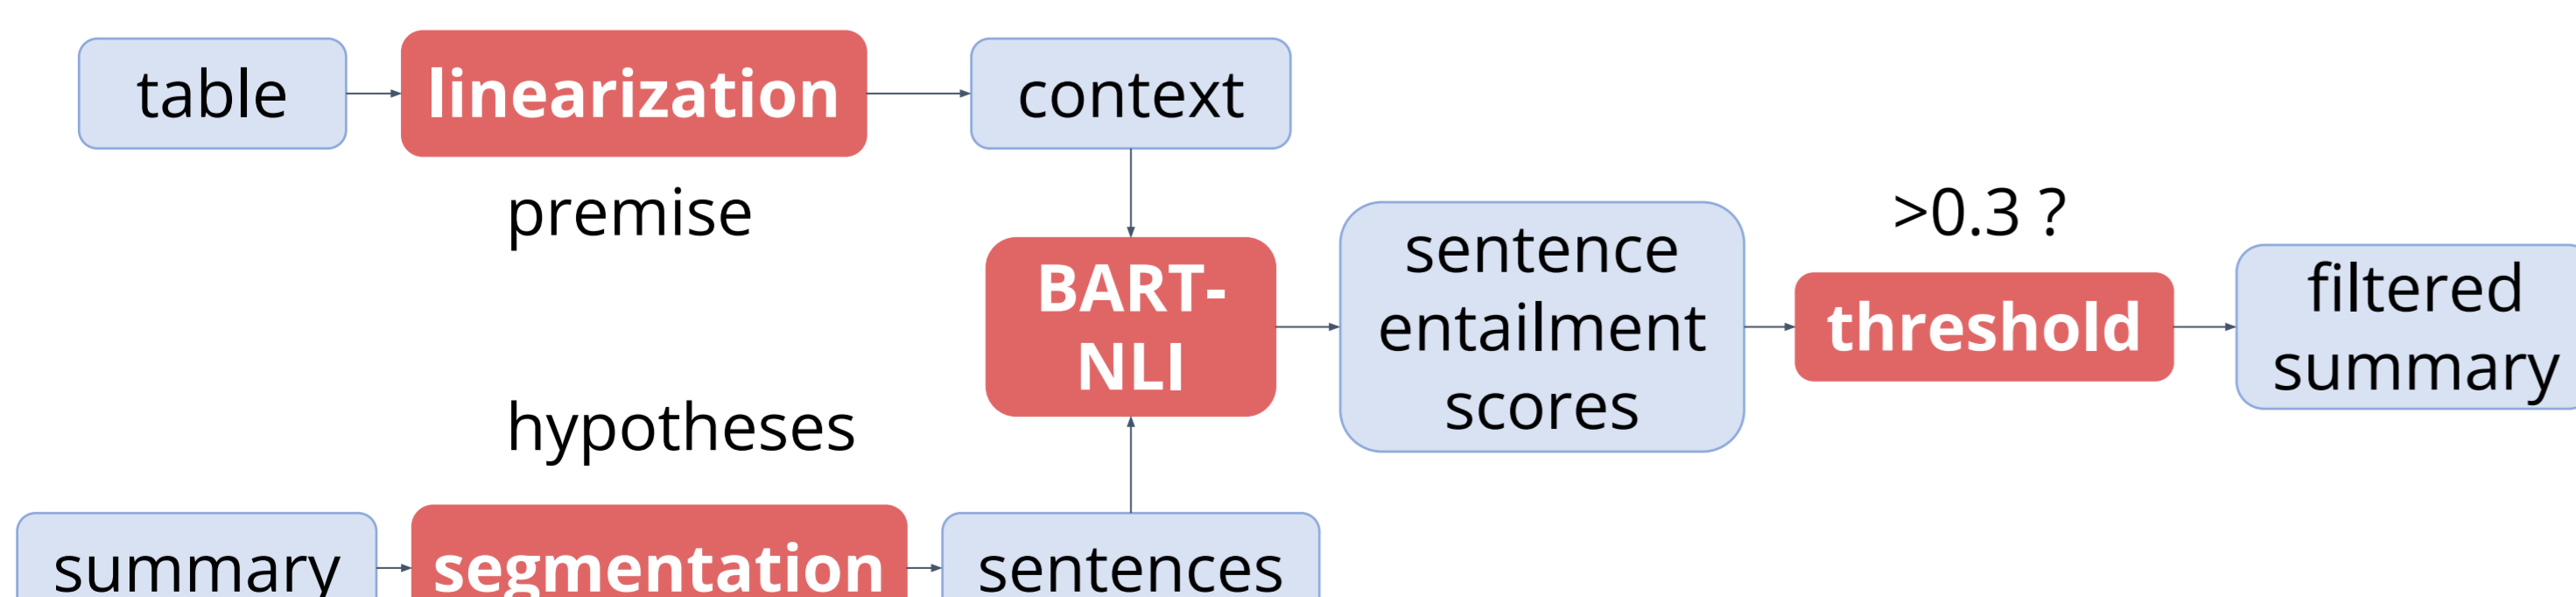 table
linearization
context
premise
>0.3 ?
sentence
entailment
scores
BART-
NLI
threshold
filtered
summary
hypotheses
summary
segmentation
sentences